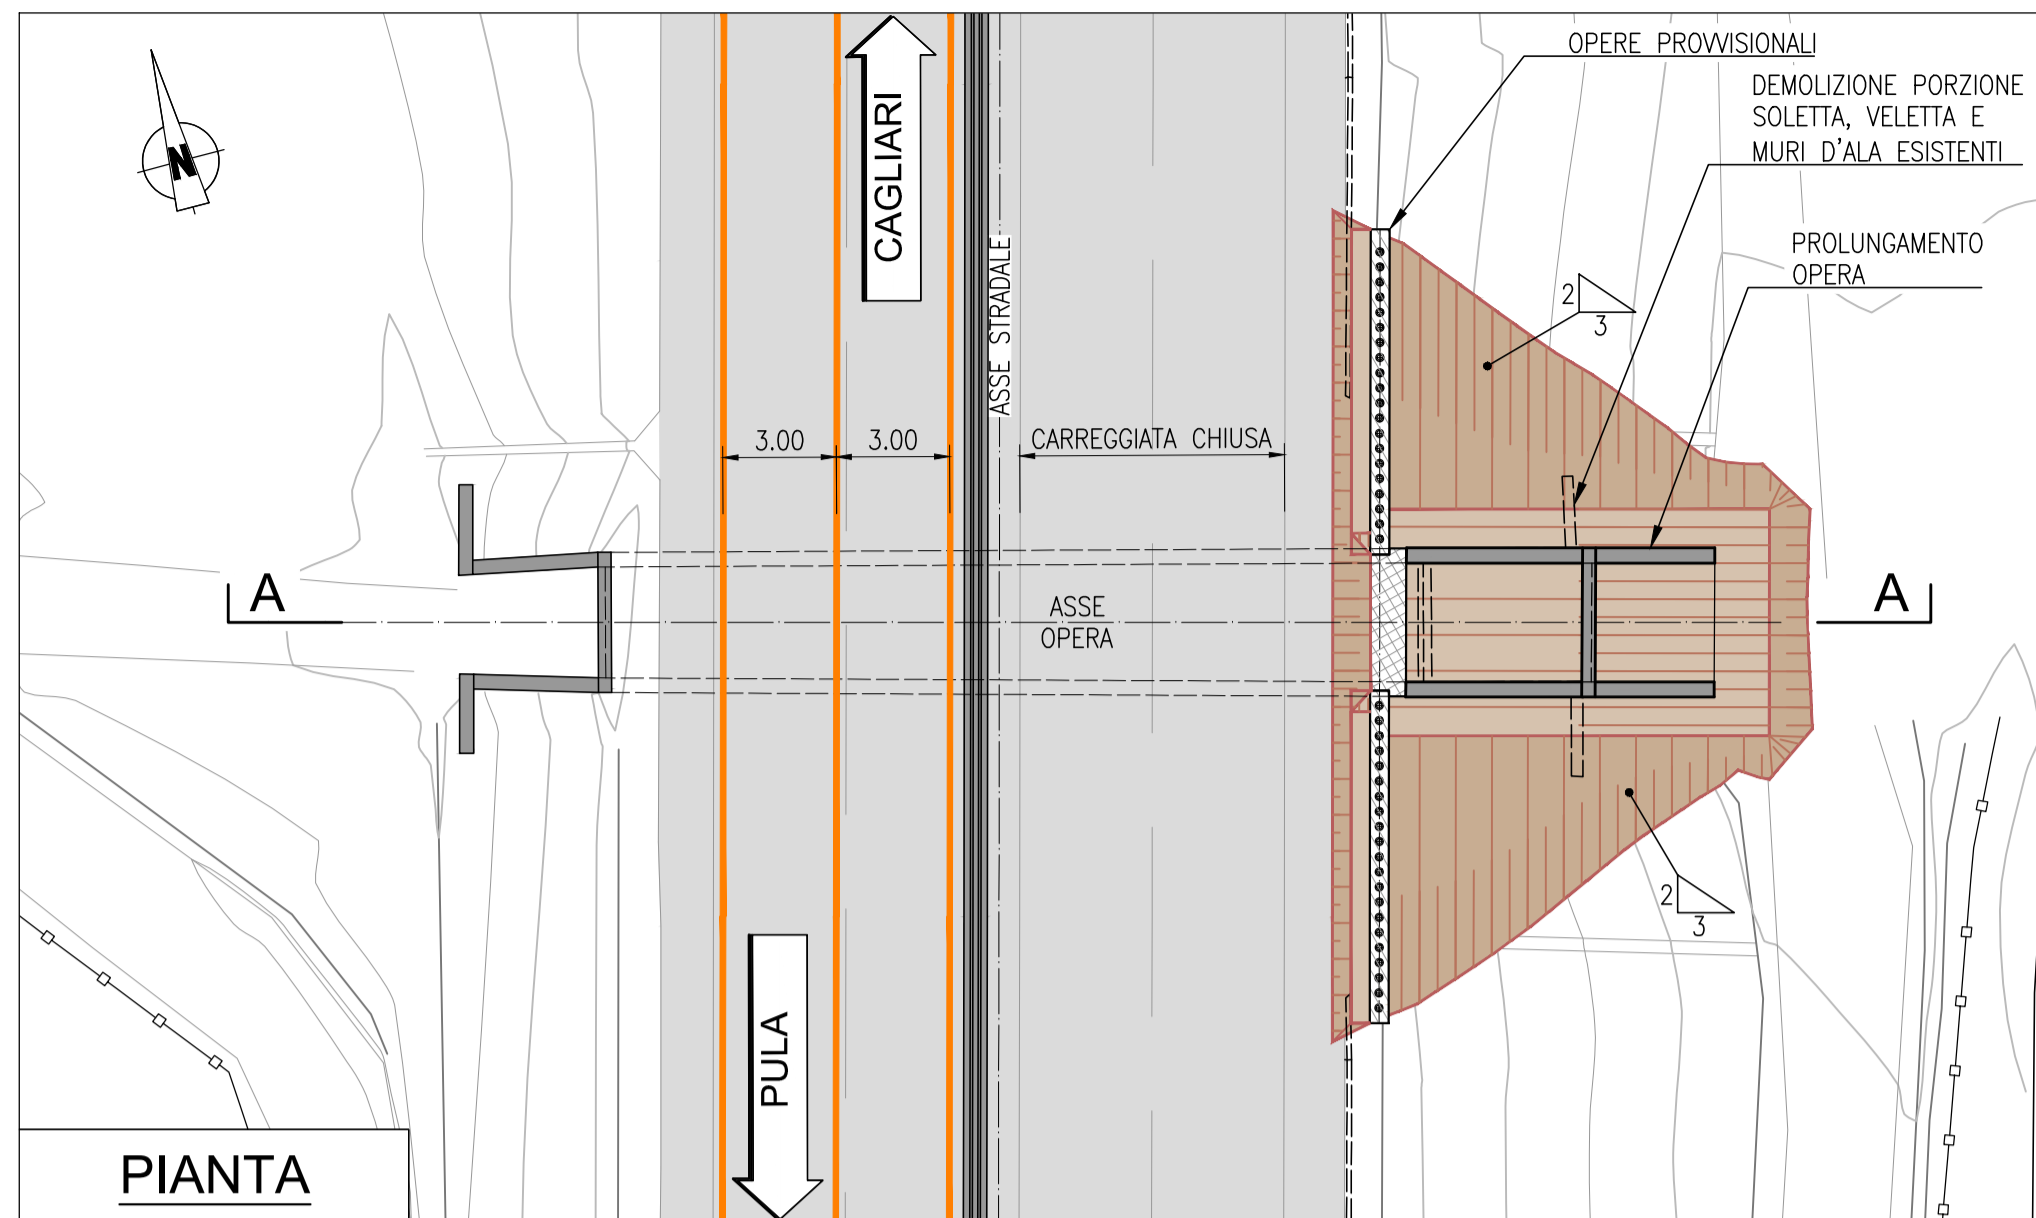 OPERE PROVVISIONALI
DEMOLIZIONE PORZIONE
SOLETTA, VELETTA E
MURI D'ALA ESISTENTI
PROLUNGAMENTO
OPERA
N
CAGLIARI
ASSE STRADALE
2
3
3.00
3.00
CARREGGIATA CHIUSA
A
ASSE
OPERA
A
2
3
PULA
PIANTA